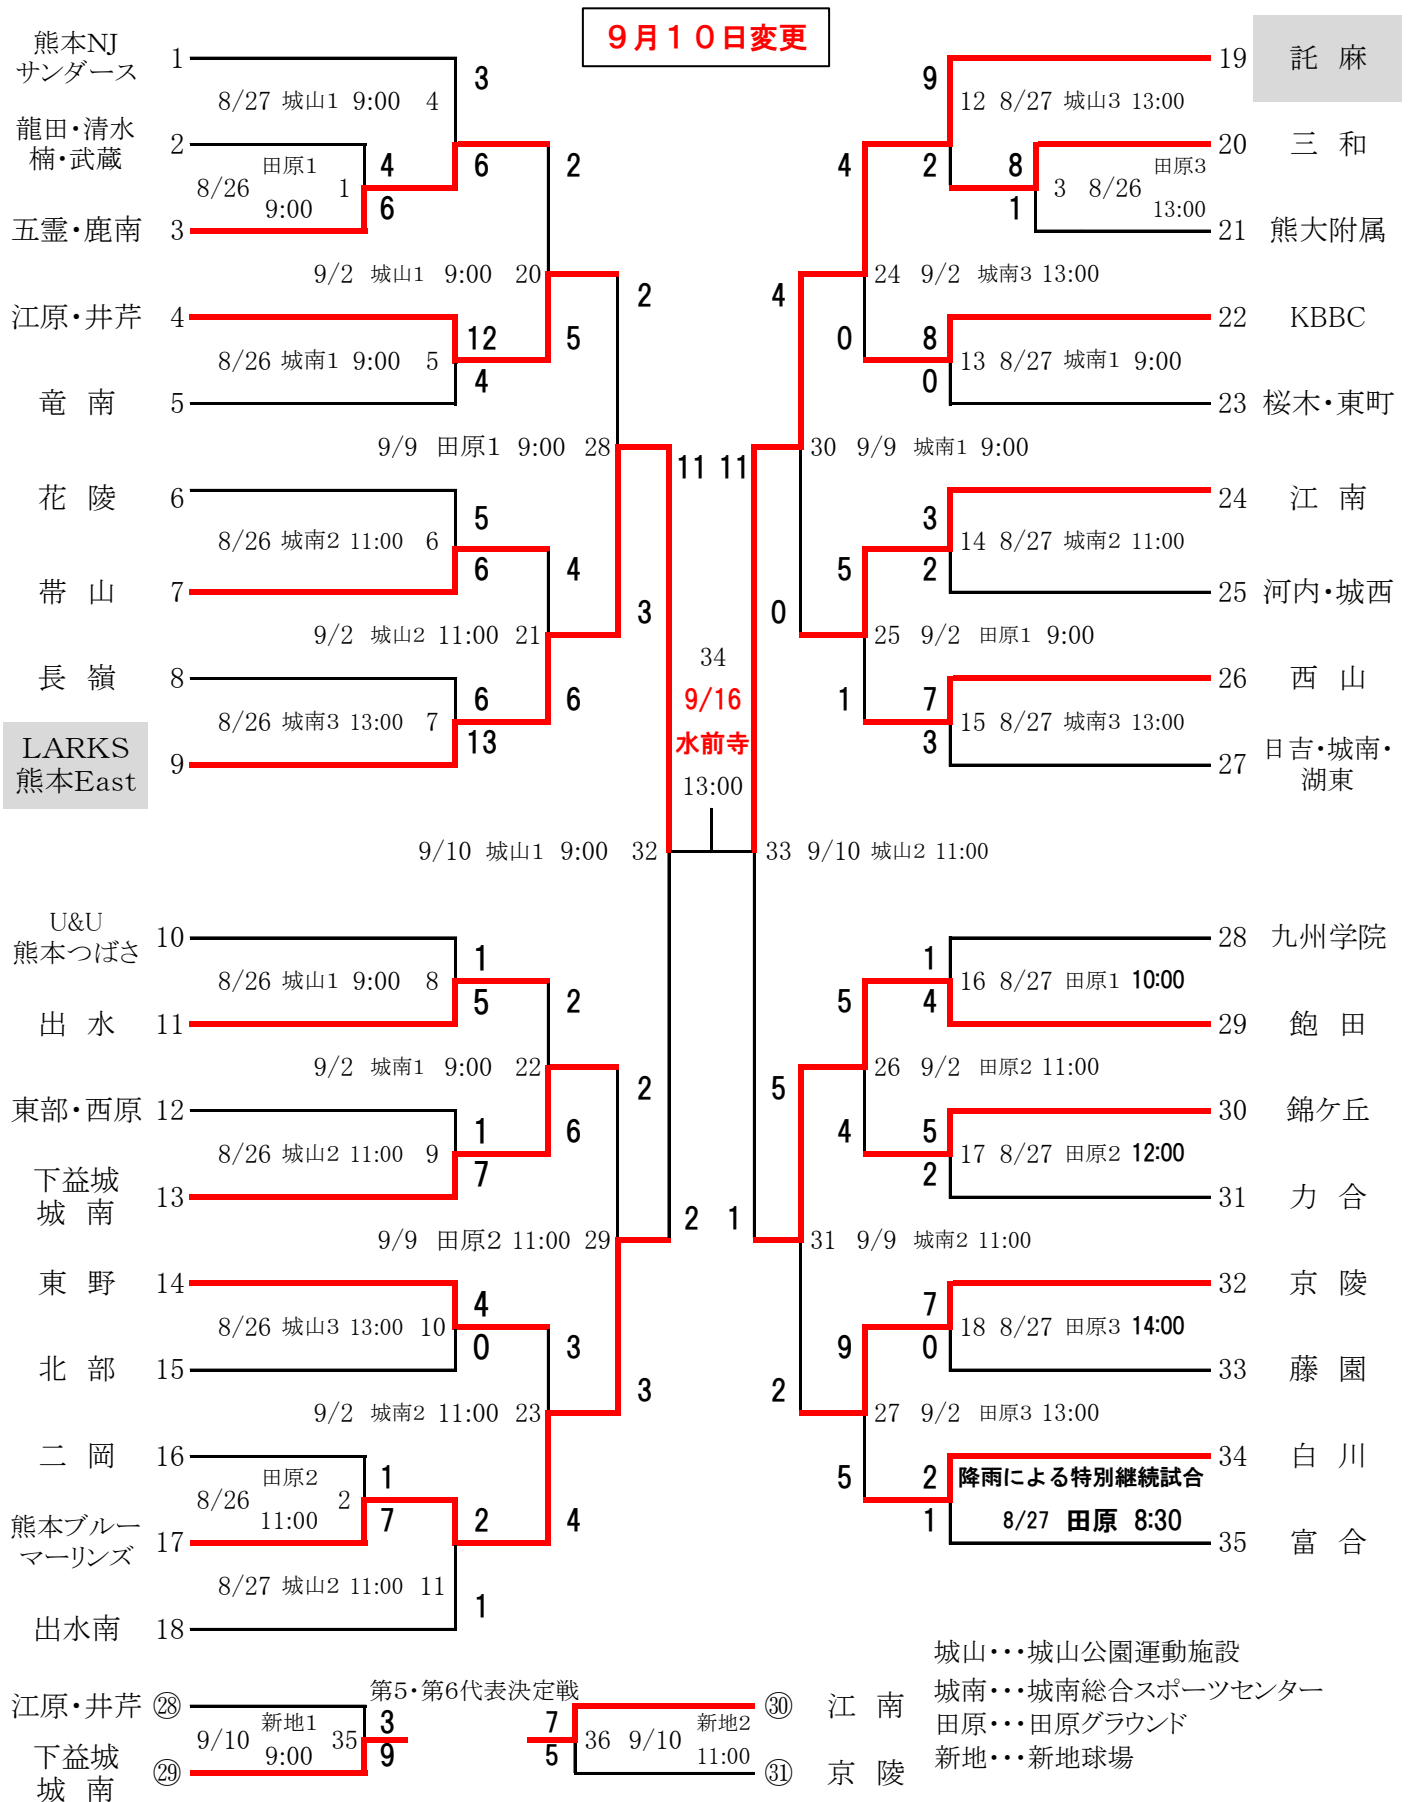 ９月１０日変更
熊本NJ
サンダース
1
3
8/27 城山1 9:00 4
龍田・清水
楠・武蔵
2
田原1
4
6
2
8/26
1
9:00
6
五霊・鹿南 3
9/2 城山1 9:00 20
2
江原・井芹 4
12
5
8/26 城南1 9:00 5
4
竜 南 5
9/9 田原1 9:00 28
11
花 陵 6
5
8/26 城南2 11:00 6
6
4
帯 山 7
3
9/2 城山2 11:00 21
長 嶺 8
6
6
8/26 城南3 13:00 7
13
LARKS
熊本East
9
34
9/16
水前寺
13:00
9/10 城山1 9:00 32
U&U
熊本つばさ
10
1
8/26 城山1 9:00 8
5
2
出 水 11
9/2 城南1 9:00 22
2
東部・西原 12
1
6
8/26 城山2 11:00 9
7
下益城
城 南
13
2
9/9 田原2 11:00 29
東 野 14
4
8/26 城山3 13:00 10
0
3
北 部 15
3
9/2 城南2 11:00 23
二 岡 16
田原2
1
8/26
2
11:00
7
2
4
熊本ブルー
マーリンズ
17
8/27 城山2 11:00 11
1
出水南 18
19 託 麻
9
12 8/27 城山3 13:00
20 三 和
4
2
8
田原3
3 8/26
13:00
1
21 熊大附属
4
24 9/2 城南3 13:00
22 KBBC
0
8
13 8/27 城南1 9:00
0
23 桜木・東町
11
30 9/9 城南1 9:00
24 江 南
3
14 8/27 城南2 11:00
5
2
25 河内・城西
0
25 9/2 田原1 9:00
26 西 山
1
7
15 8/27 城南3 13:00
3
27 日吉・城南・
湖東
33 9/10 城山2 11:00
28 九州学院
1
16 8/27 田原1 10:00
5
4
29 飽 田
5
26 9/2 田原2 11:00
30 錦ケ丘
4
5
17 8/27 田原2 12:00
2
31 力 合
1
31 9/9 城南2 11:00
32 京 陵
7
18 8/27 田原3 14:00
9
0
33 藤 園
2
27 9/2 田原3 13:00
34 白 川
5
2
降雨による特別継続試合
1
8/27 田原 8:30
35 富 合
第5・第6代表決定戦
江原・井芹 ㉘
新地1
3
9/10
35
9:00
9
下益城
城 南
㉙
㉚ 江 南
7
新地2
36 9/10
5
11:00
㉛ 京 陵
城山・・・城山公園運動施設
城南・・・城南総合スポーツセンター
田原・・・田原グラウンド
新地・・・新地球場